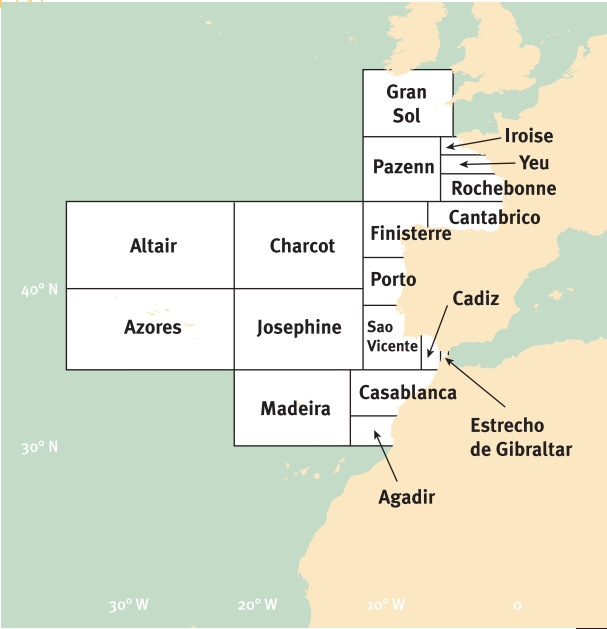 Gran
Sol
Iroise
Pazenn
Yeu
Rochebonne
Cantabrico
Finisterre
Altair
Charcot
Porto
40° N
Cadiz
Azores
Josephine
Sao
Vicente
Casablanca
Madeira
Estrecho
de Gibraltar
30° N
Agadir
30° W
20° W
10° W
0